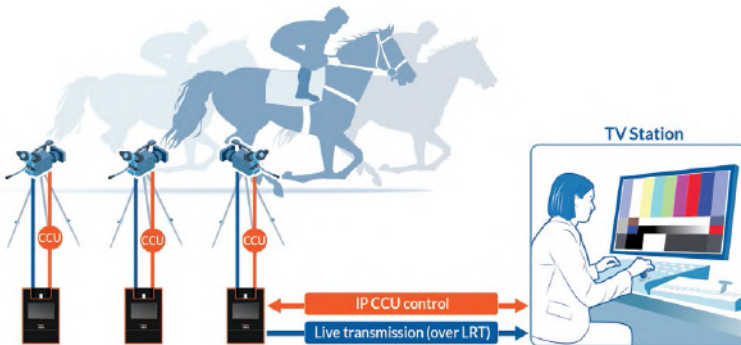 TV Station
CCU
CCU
CCU
IP CCU control
Live transmission (over LRT)